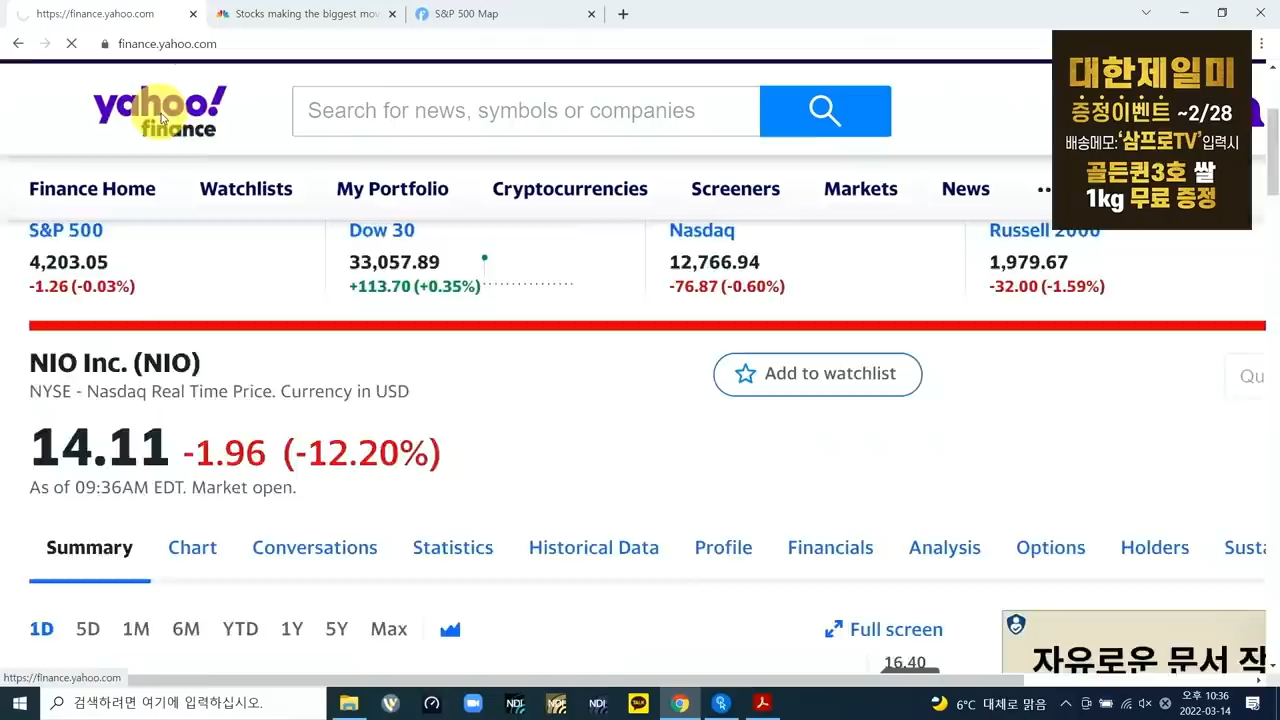 https://finance.yahoo.com
Stocks making the biggest mov
S&P 500 Map
finance.yahoo.com
yahoo!
finance
Search for news, symbols or companies
대한제일미
증정이벤트 ~2/28
배송메모:'삼프로TV'입력시
골든퀸3호 쌀
1kg 무료 증정
Finance Home Watchlists My Portfolio Cryptocurrencies Screeners Markets News
S&P 500 Dow 30 Nasdaq Russell 2000
4,203.05 33,057.89 12,766.94 1,979.67
-1.26 (-0.03%) +113.70 (+0.35%) -76.87 (-0.60%) -32.00 (-1.59%)
NIO Inc. (NIO)
Add to watchlist
Qu
NYSE - Nasdaq Real Time Price. Currency in USD
14.11 -1.96 (-12.20%)
As of 09:36AM EDT. Market open.
Summary Chart Conversations Statistics Historical Data Profile Financials Analysis Options Holders Susta
1D 5D 1M 6M YTD 1Y 5Y Max
Full screen
16.40
자유로운 문서 작
https://finance.yahoo.com
검색하려면 여기에 입력하십시오.
NDI
NDI
TALK
6°C 대체로 맑음
오후 10:36
2022-03-14